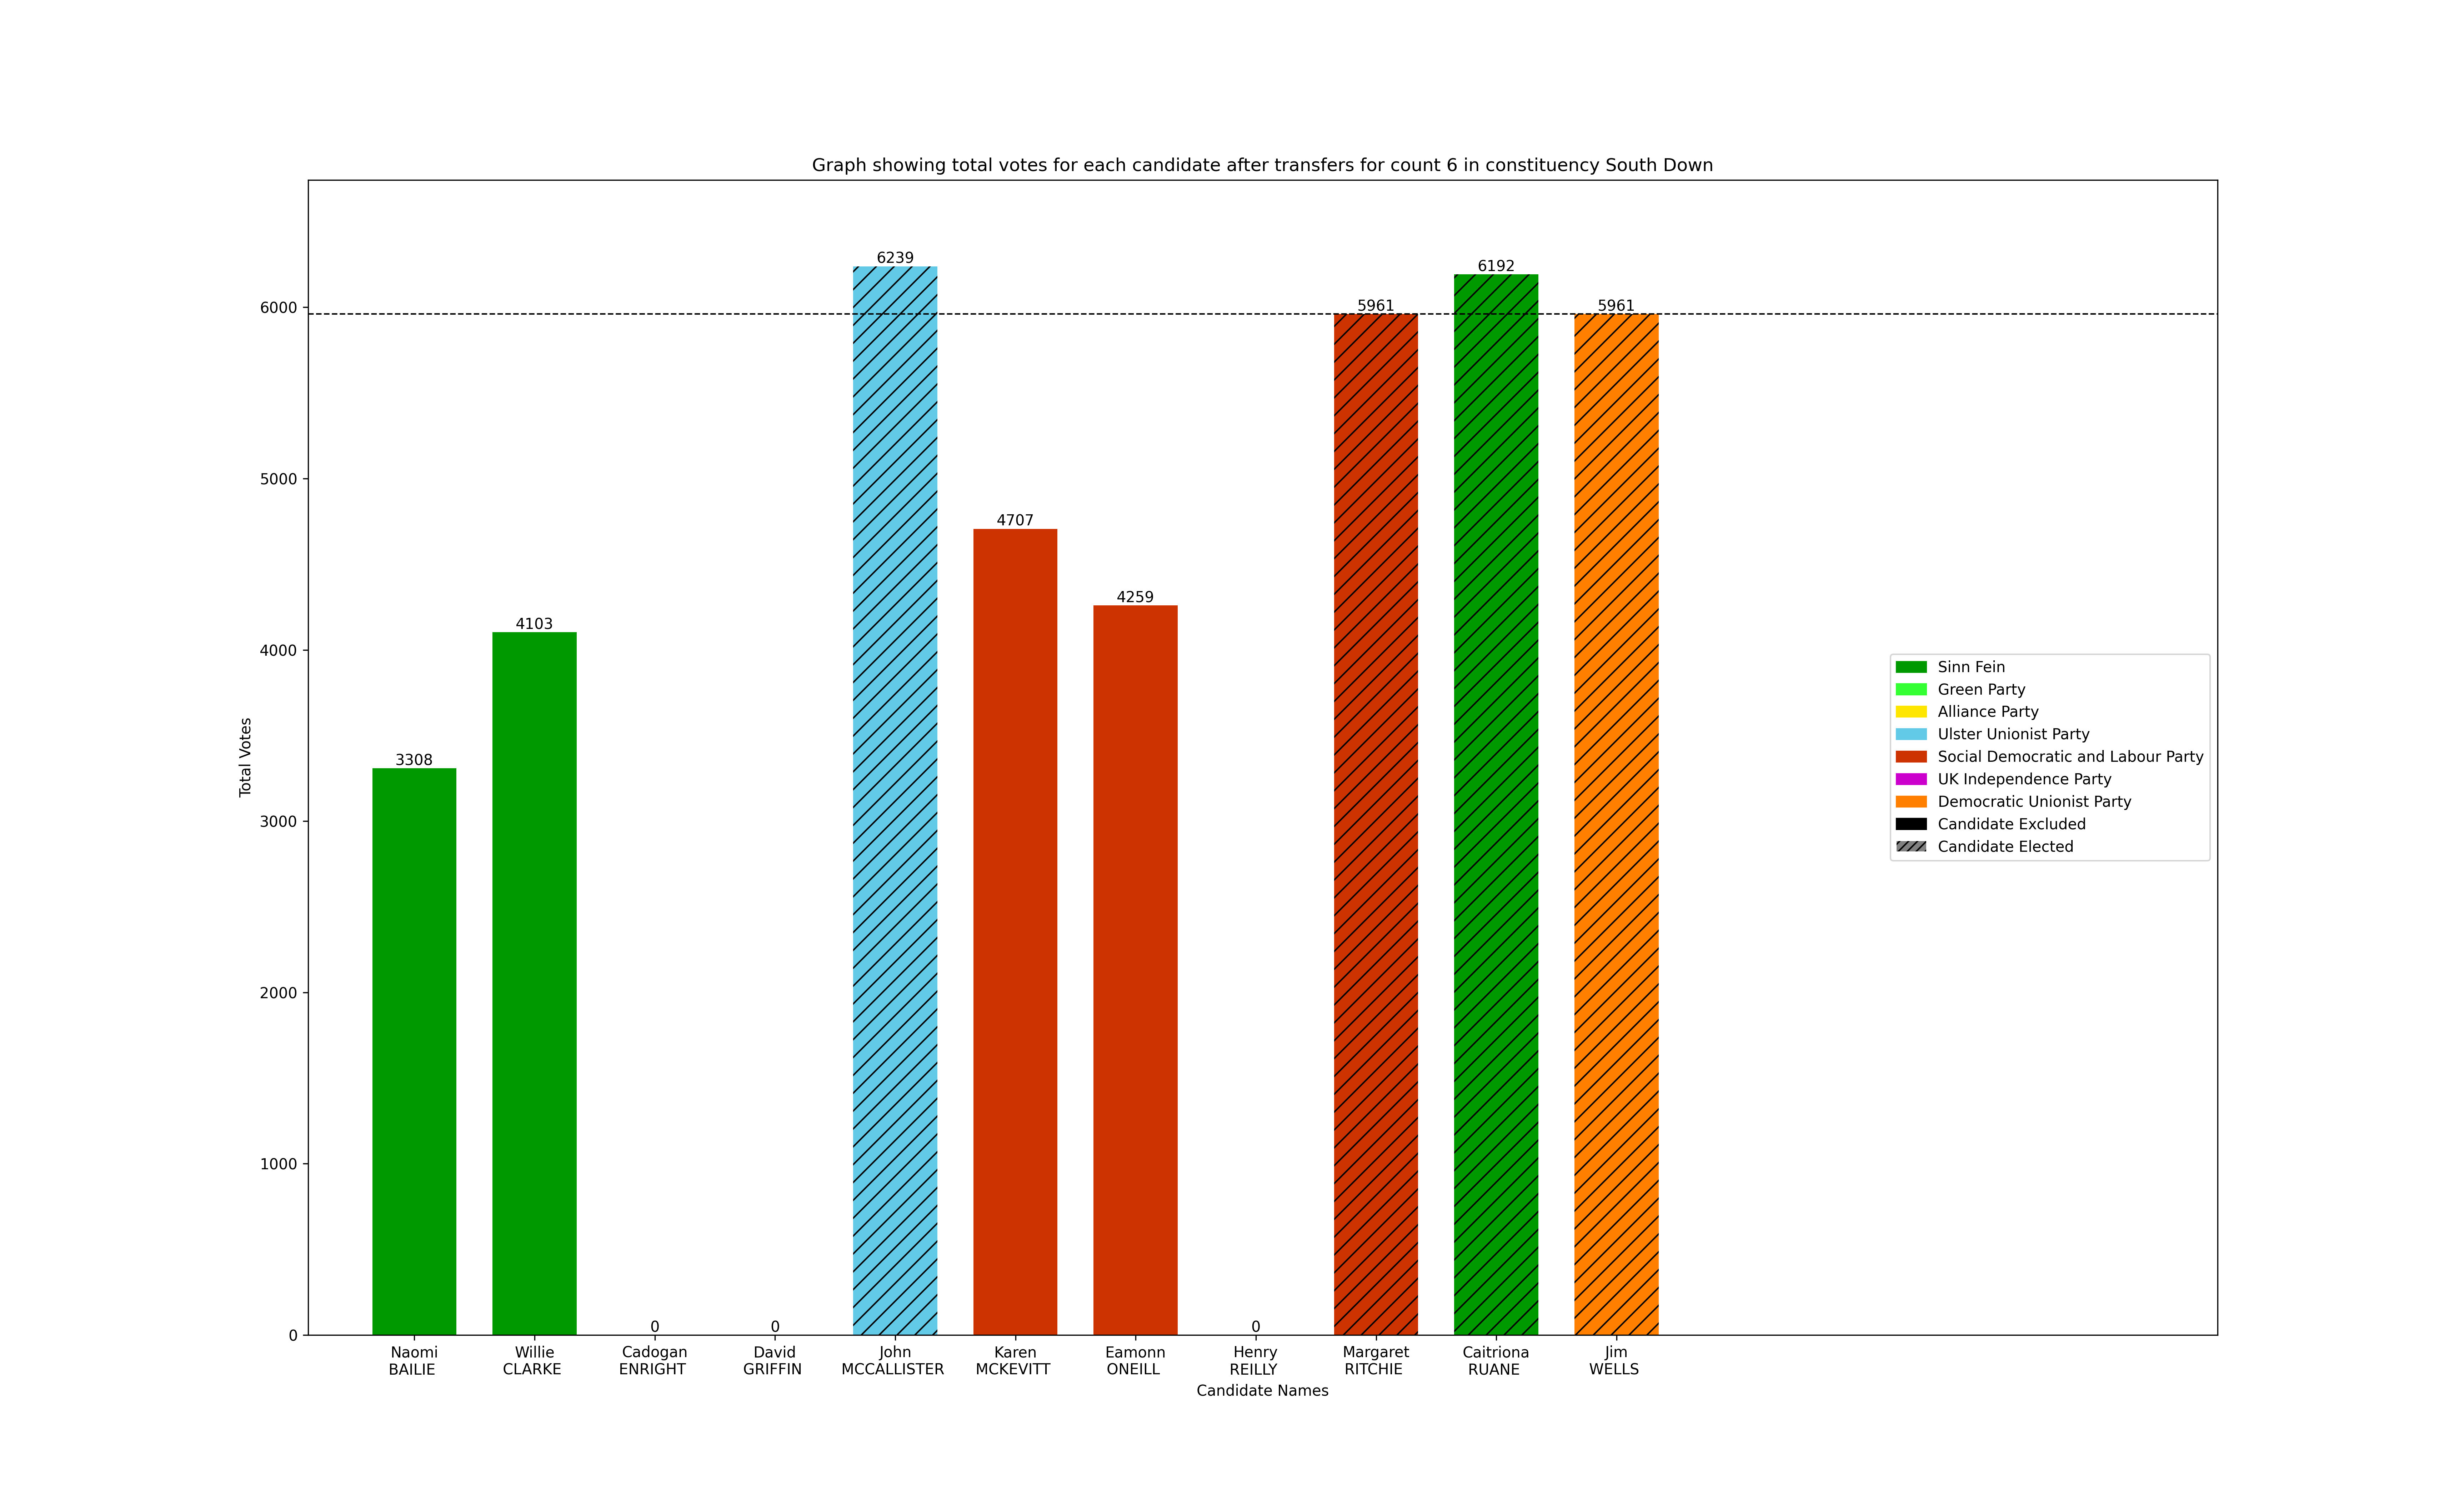 Graph showing total votes for each candidate after transfers for count 6 in constituency South Down
6239
6192
5961
5961
6000
5000
4707
4259
4103
4000
3308
3000
2000
1000
0
0
0
0
Total Votes
Sinn Fein
Green Party
Alliance Party
Ulster Unionist Party
Social Democratic and Labour Party
UK Independence Party
Democratic Unionist Party
Candidate Excluded
Candidate Elected
Naomi
BAILIE
Willie
CLARKE
Cadogan
ENRIGHT
David
GRIFFIN
John
MCCALLISTER
Karen
MCKEVITT
Eamonn
ONEILL
Henry
REILLY
Margaret
RITCHIE
Caitriona
RUANE
Jim
WELLS
Candidate Names